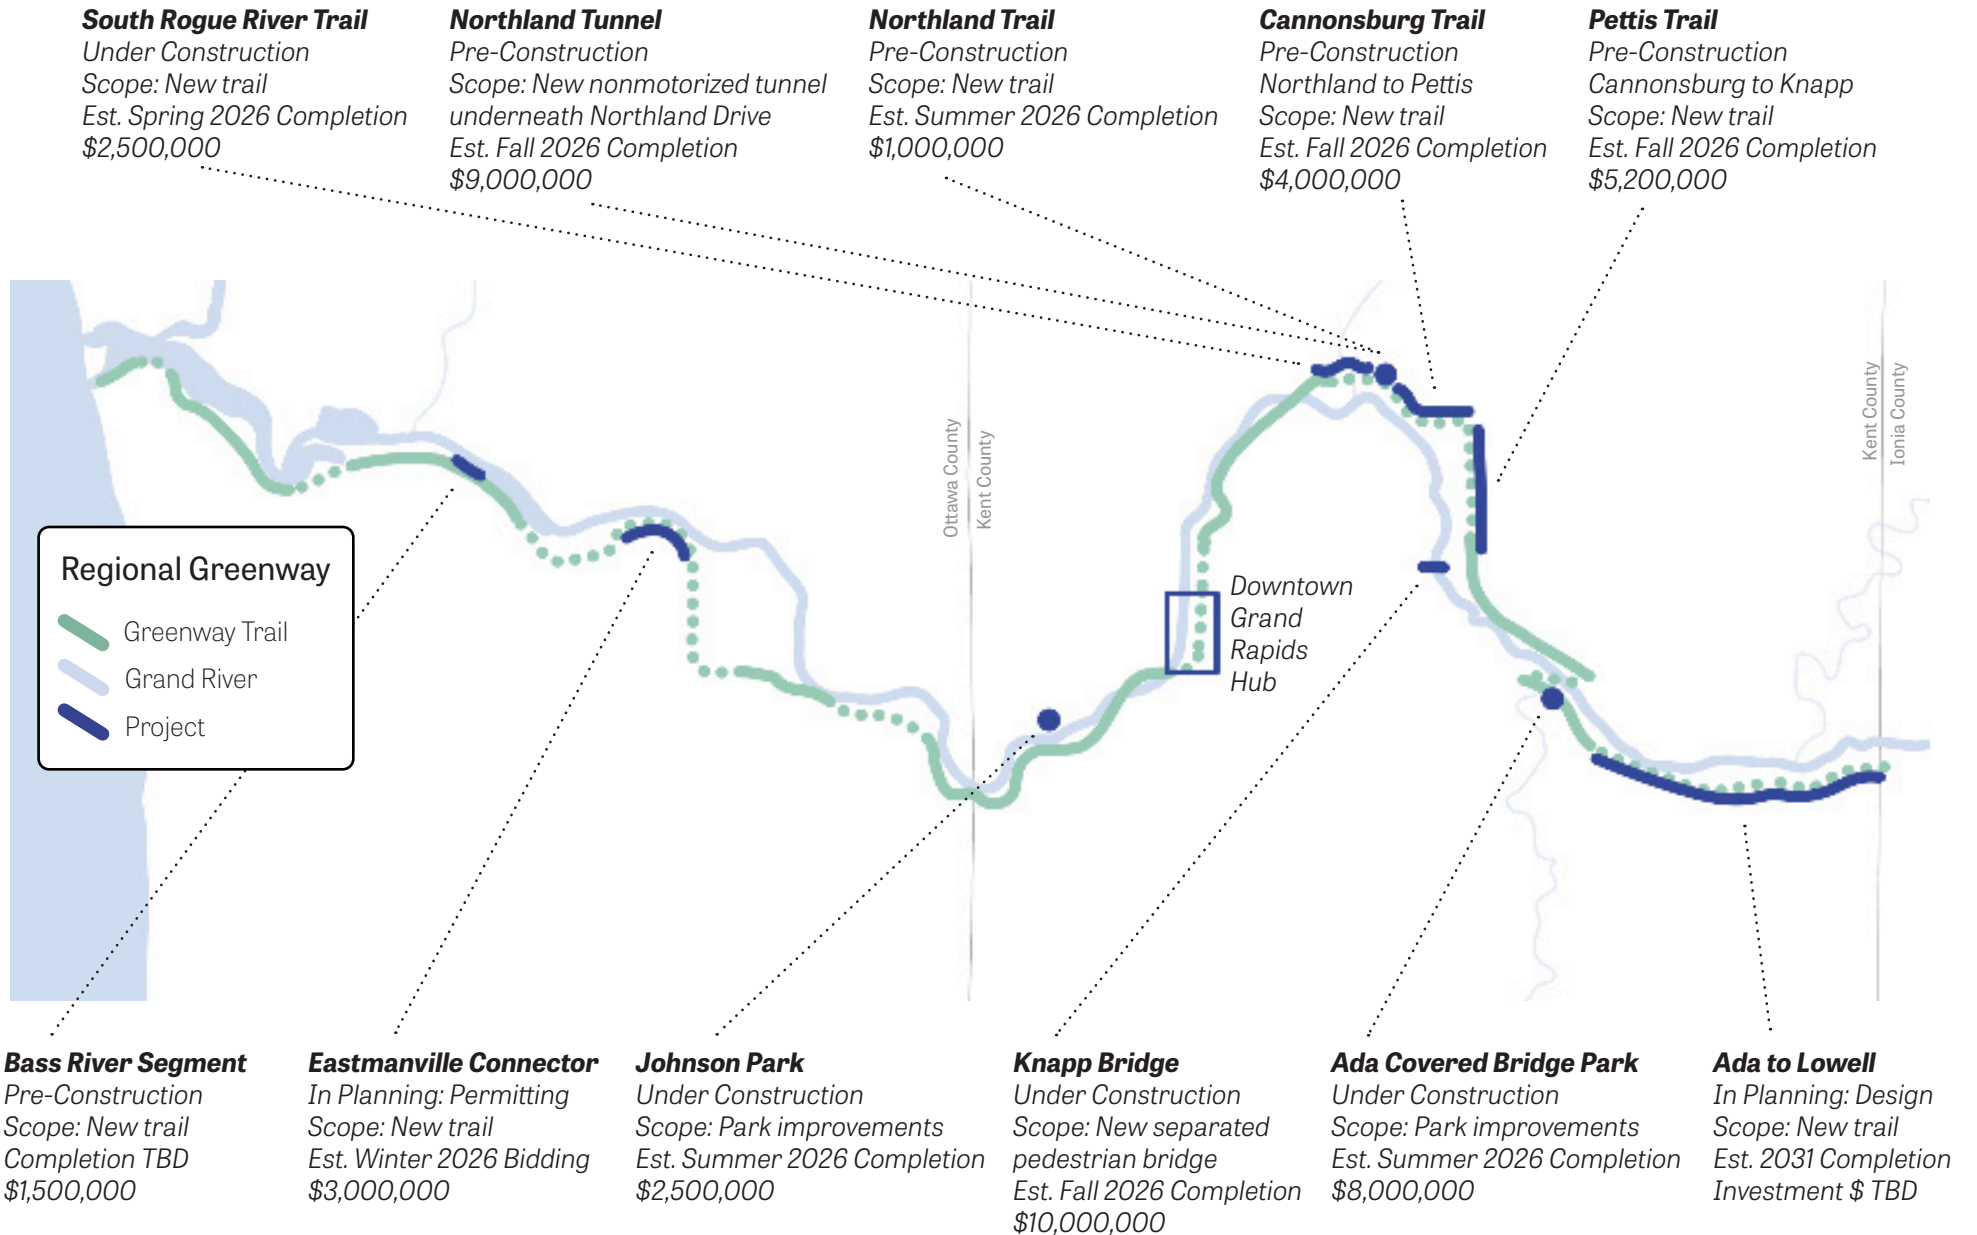 South Rogue River Trail
Under Construction
Scope: New trail
Est. Spring 2026 Completion
$2,500,000
Northland Tunnel
Pre-Construction
Scope: New nonmotorized tunnel
underneath Northland Drive
Est. Fall 2026 Completion
$9,000,000
Northland Trail
Pre-Construction
Scope: New trail
Est. Summer 2026 Completion
$1,000,000
Cannonsburg Trail
Pre-Construction
Northland to Pettis
Scope: New trail
Est. Fall 2026 Completion
$4,000,000
Pettis Trail
Pre-Construction
Cannonsburg to Knapp
Scope: New trail
Est. Fall 2026 Completion
$5,200,000
Ottawa County
Kent County
Kent County
Ionia County
Regional Greenway
Greenway Trail
Grand River
Project
Downtown
Grand
Rapids
Hub
Bass River Segment
Pre-Construction
Scope: New trail
Completion TBD
$1,500,000
Eastmanville Connector
In Planning: Permitting
Scope: New trail
Est. Winter 2026 Bidding
$3,000,000
Johnson Park
Under Construction
Scope: Park improvements
Est. Summer 2026 Completion
$2,500,000
Knapp Bridge
Under Construction
Scope: New separated
pedestrian bridge
Est. Fall 2026 Completion
$10,000,000
Ada Covered Bridge Park
Under Construction
Scope: Park improvements
Est. Summer 2026 Completion
$8,000,000
Ada to Lowell
In Planning: Design
Scope: New trail
Est. 2031 Completion
Investment $ TBD